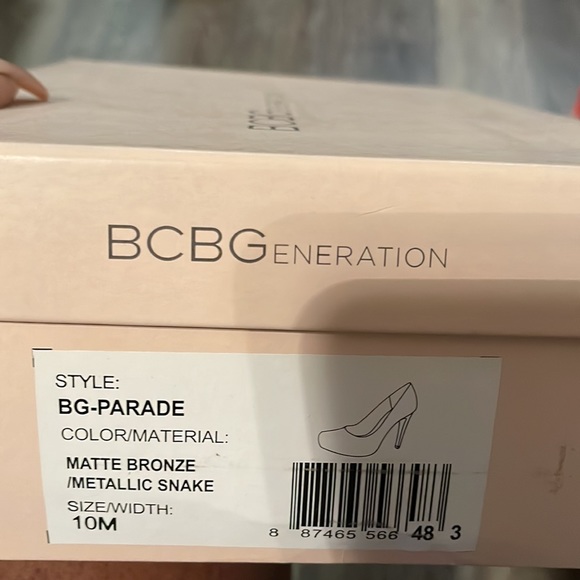 BCBGENERATION
STYLE:
BG-PARADE
COLOR/MATERIAL:
MATTE BRONZE
/METALLIC SNAKE
SIZE/WIDTH:
10M
8 87465 566 48 3